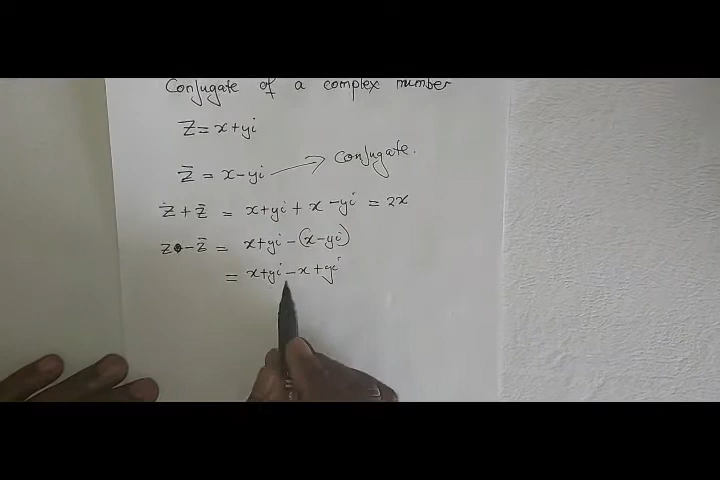 Conjugate of a complex number
Z = x+yi
z̄ = x-yi → Conjugate.
z + z̄ = x+yi + x -yi = 2x
z - z̄ = x+yi -(x-yi)
= x+yi - x + yi